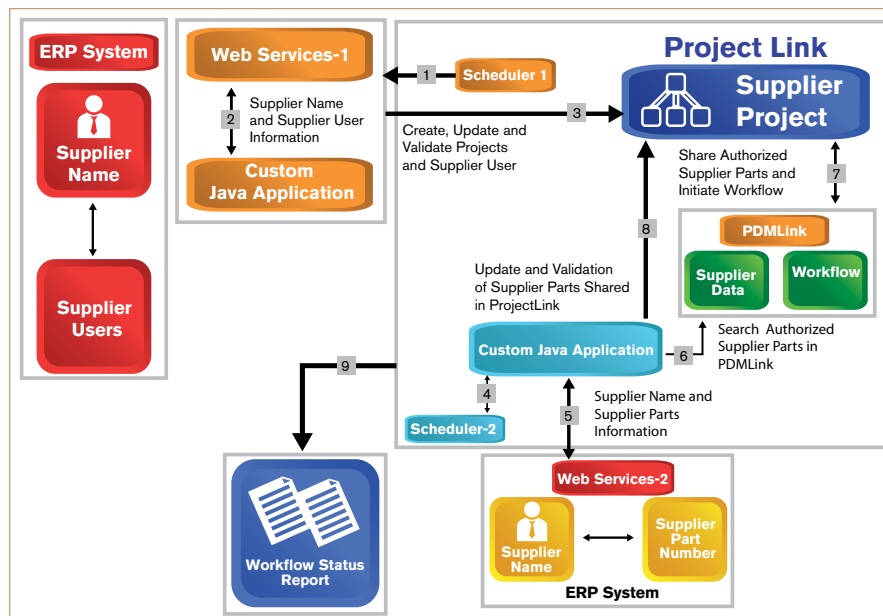 ERP System
Supplier
Name
Supplier
Users
Web Services-1
2
Supplier Name
and Supplier User
Information
Custom
Java Application
1
Scheduler 1
3
Create, Update and
Validate Projects
and Supplier User
Project Link
Supplier
Project
Share Authorized
Supplier Parts and
Initiate Workflow
7
8
PDMLink
Supplier
Data
Workflow
Update and Validation
of Supplier Parts Shared
in ProjectLink
Custom Java Application
6
Search Authorized
Supplier Parts in
PDMLink
4
Scheduler-2
5
Supplier Name and
Supplier Parts
Information
9
Workflow Status
Report
Web Services-2
Supplier
Name
Supplier
Part
Number
ERP System